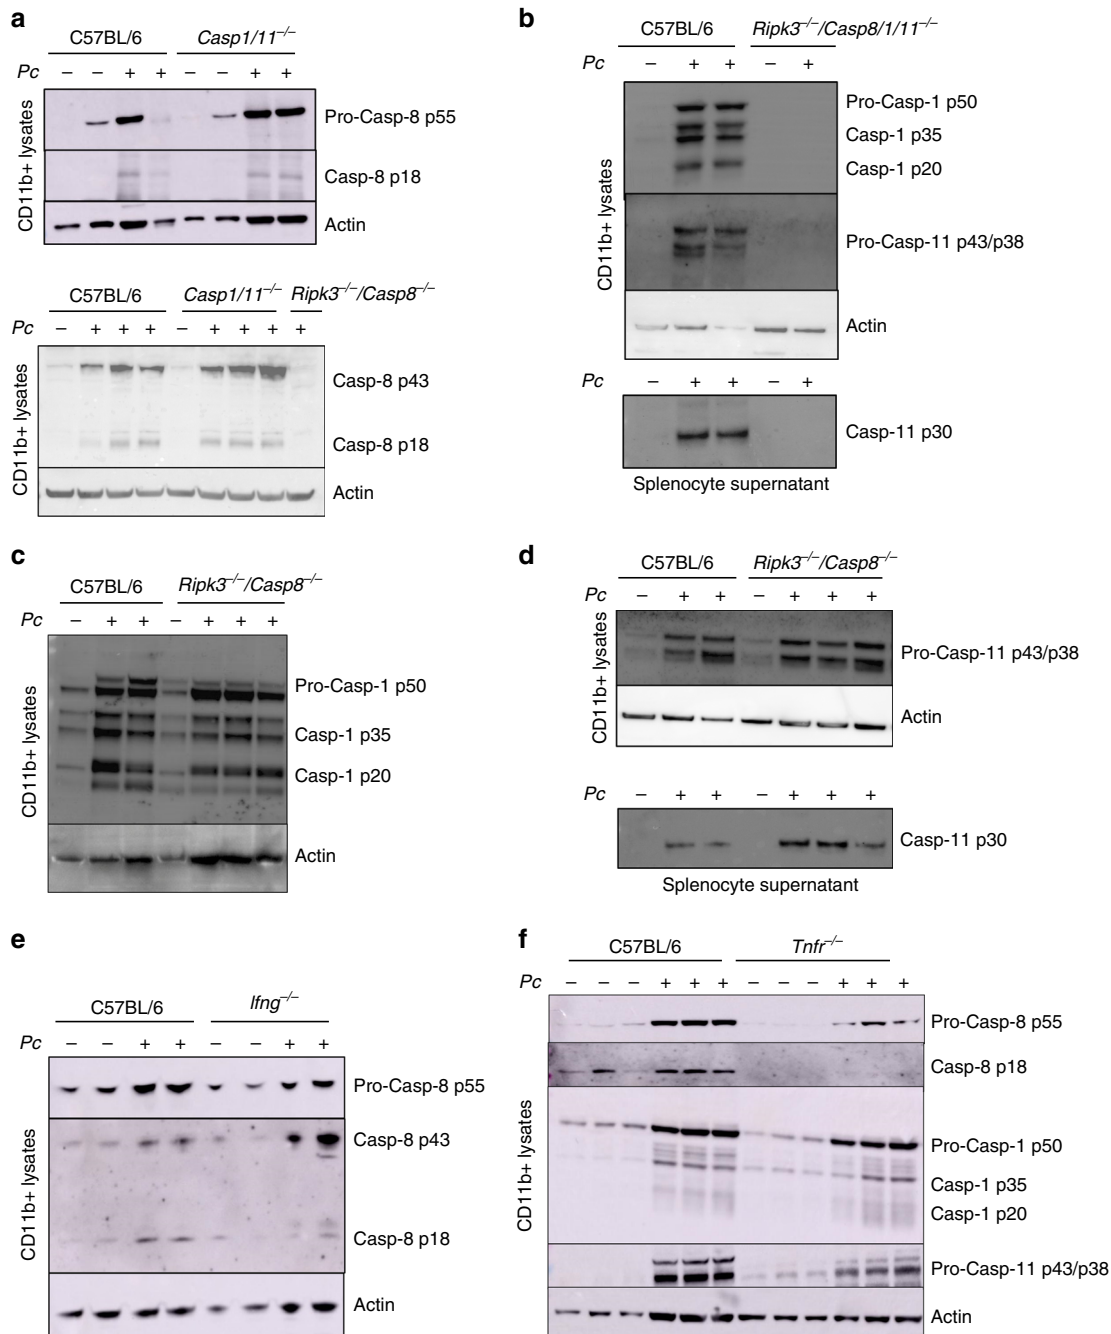 a
C57BL/6 Casp1/11–/–
Pc – – + + – – + +
CD11b+ lysates
Pro-Casp-8 p55
Casp-8 p18
Actin
C57BL/6 Casp1/11–/– Ripk3–/–/Casp8–/–
Pc – + + + – + + + +
CD11b+ lysates
Casp-8 p43
Casp-8 p18
Actin
b
C57BL/6 Ripk3–/–/Casp8/1/11–/–
Pc – + + – +
CD11b+ lysates
Pro-Casp-1 p50
Casp-1 p35
Casp-1 p20
Pro-Casp-11 p43/p38
Actin
Pc – + + – +
Casp-11 p30
Splenocyte supernatant
c
C57BL/6 Ripk3–/–/Casp8–/–
Pc – + + – + + +
CD11b+ lysates
Pro-Casp-1 p50
Casp-1 p35
Casp-1 p20
Actin
d
C57BL/6 Ripk3–/–/Casp8–/–
Pc – + + – + + +
CD11b+ lysates
Pro-Casp-11 p43/p38
Actin
Pc – + + – + + +
Casp-11 p30
Splenocyte supernatant
e
C57BL/6 Ifng–/–
Pc – – + + – – + +
CD11b+ lysates
Pro-Casp-8 p55
Casp-8 p43
Casp-8 p18
Actin
f
C57BL/6 Tnfr–/–
Pc – – – + + + – – – + + +
CD11b+ lysates
Pro-Casp-8 p55
Casp-8 p18
Pro-Casp-1 p50
Casp-1 p35
Casp-1 p20
Pro-Casp-11 p43/p38
Actin